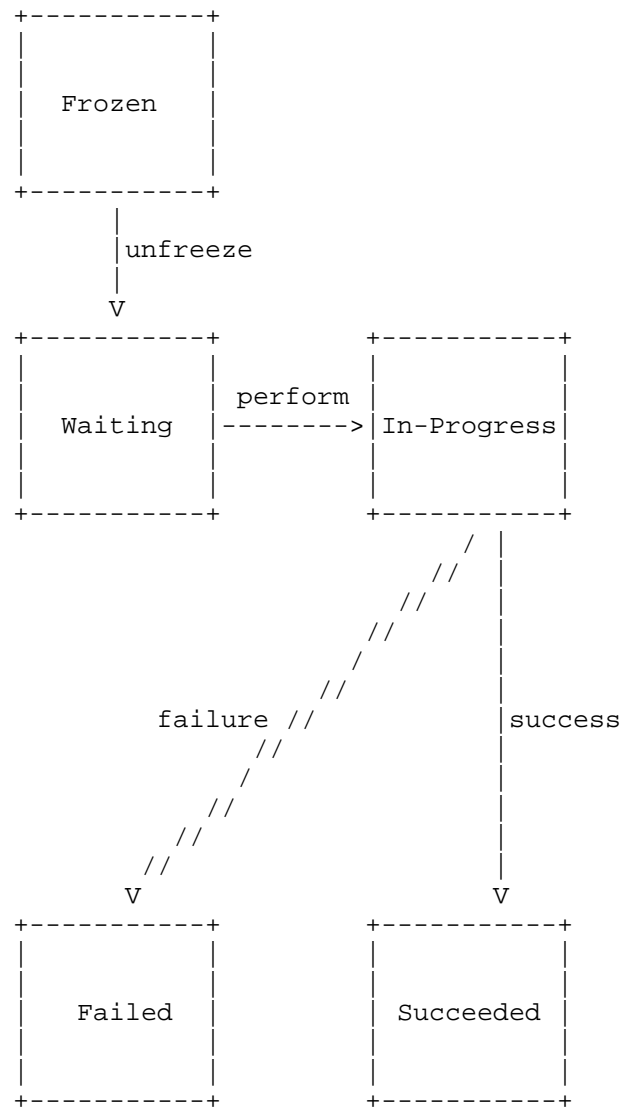 Frozen
unfreeze
V
perform
Waiting
In-Progress
failure
success
V
V
Failed
Succeeded